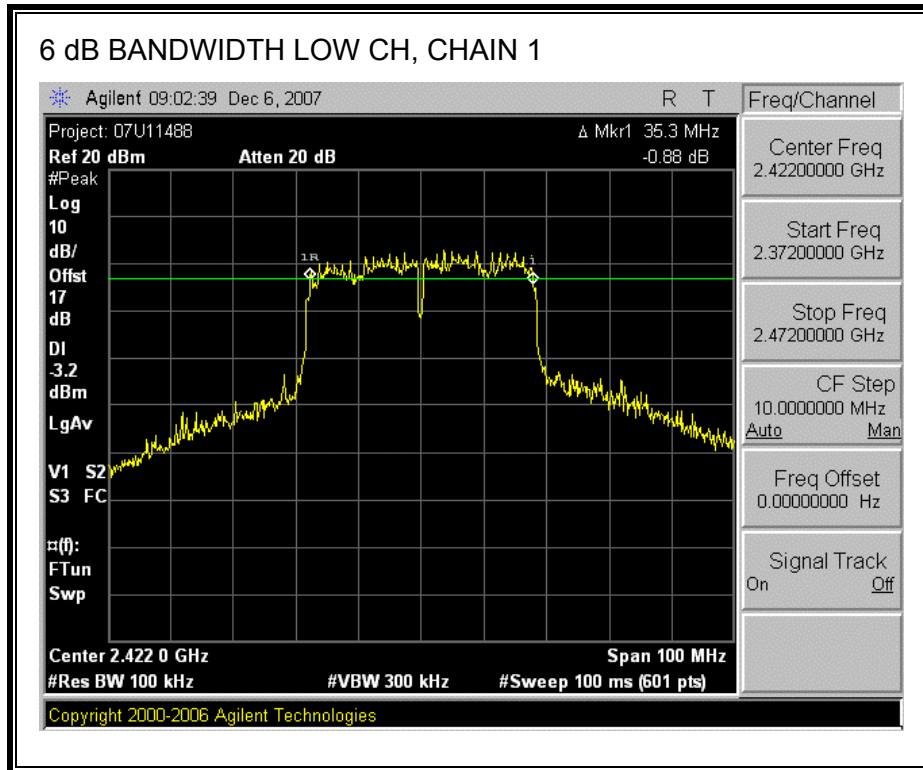 6 dB BANDWIDTH LOW CH, CHAIN 1
Agilent 09:02:39 Dec 6, 2007 R T
Project: 07U11488 Δ Mkr1 35.3 MHz
Ref 20 dBm Atten 20 dB -0.88 dB
#Peak
Log
10
dB/
Offst
17
dB
DI
-3.2
dBm
LgAv
V1 S2
S3 FC
¤(f):
FTun
Swp
1R
1
Center 2.422 0 GHz Span 100 MHz
#Res BW 100 kHz #VBW 300 kHz #Sweep 100 ms (601 pts)
Copyright 2000-2006 Agilent Technologies
Freq/Channel
Center Freq
2.42200000 GHz
Start Freq
2.37200000 GHz
Stop Freq
2.47200000 GHz
CF Step
10.0000000 MHz
Auto Man
Freq Offset
0.00000000 Hz
Signal Track
On Off